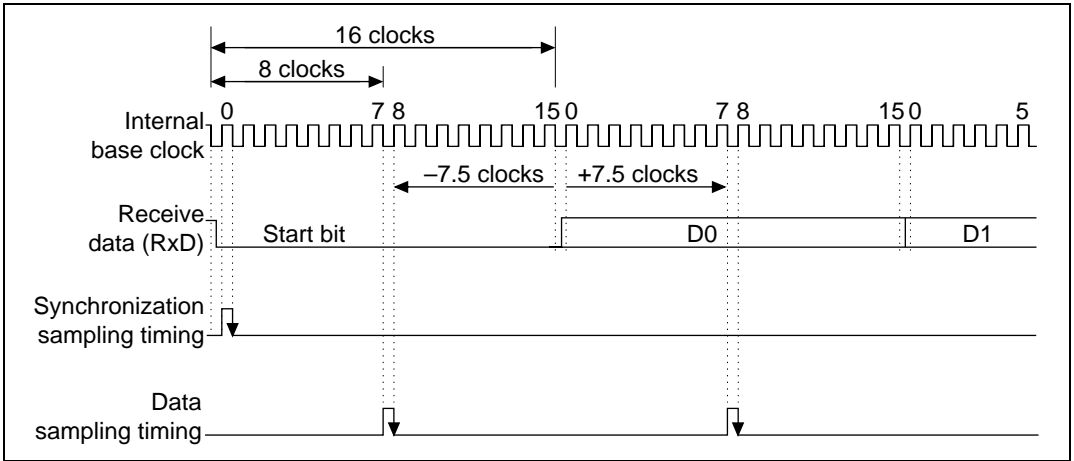 16 clocks
8 clocks
0 7 8 15 0 7 8 15 0 5
Internal
base clock
–7.5 clocks +7.5 clocks
Receive
data (RxD)
Start bit D0 D1
Synchronization
sampling timing
Data
sampling timing